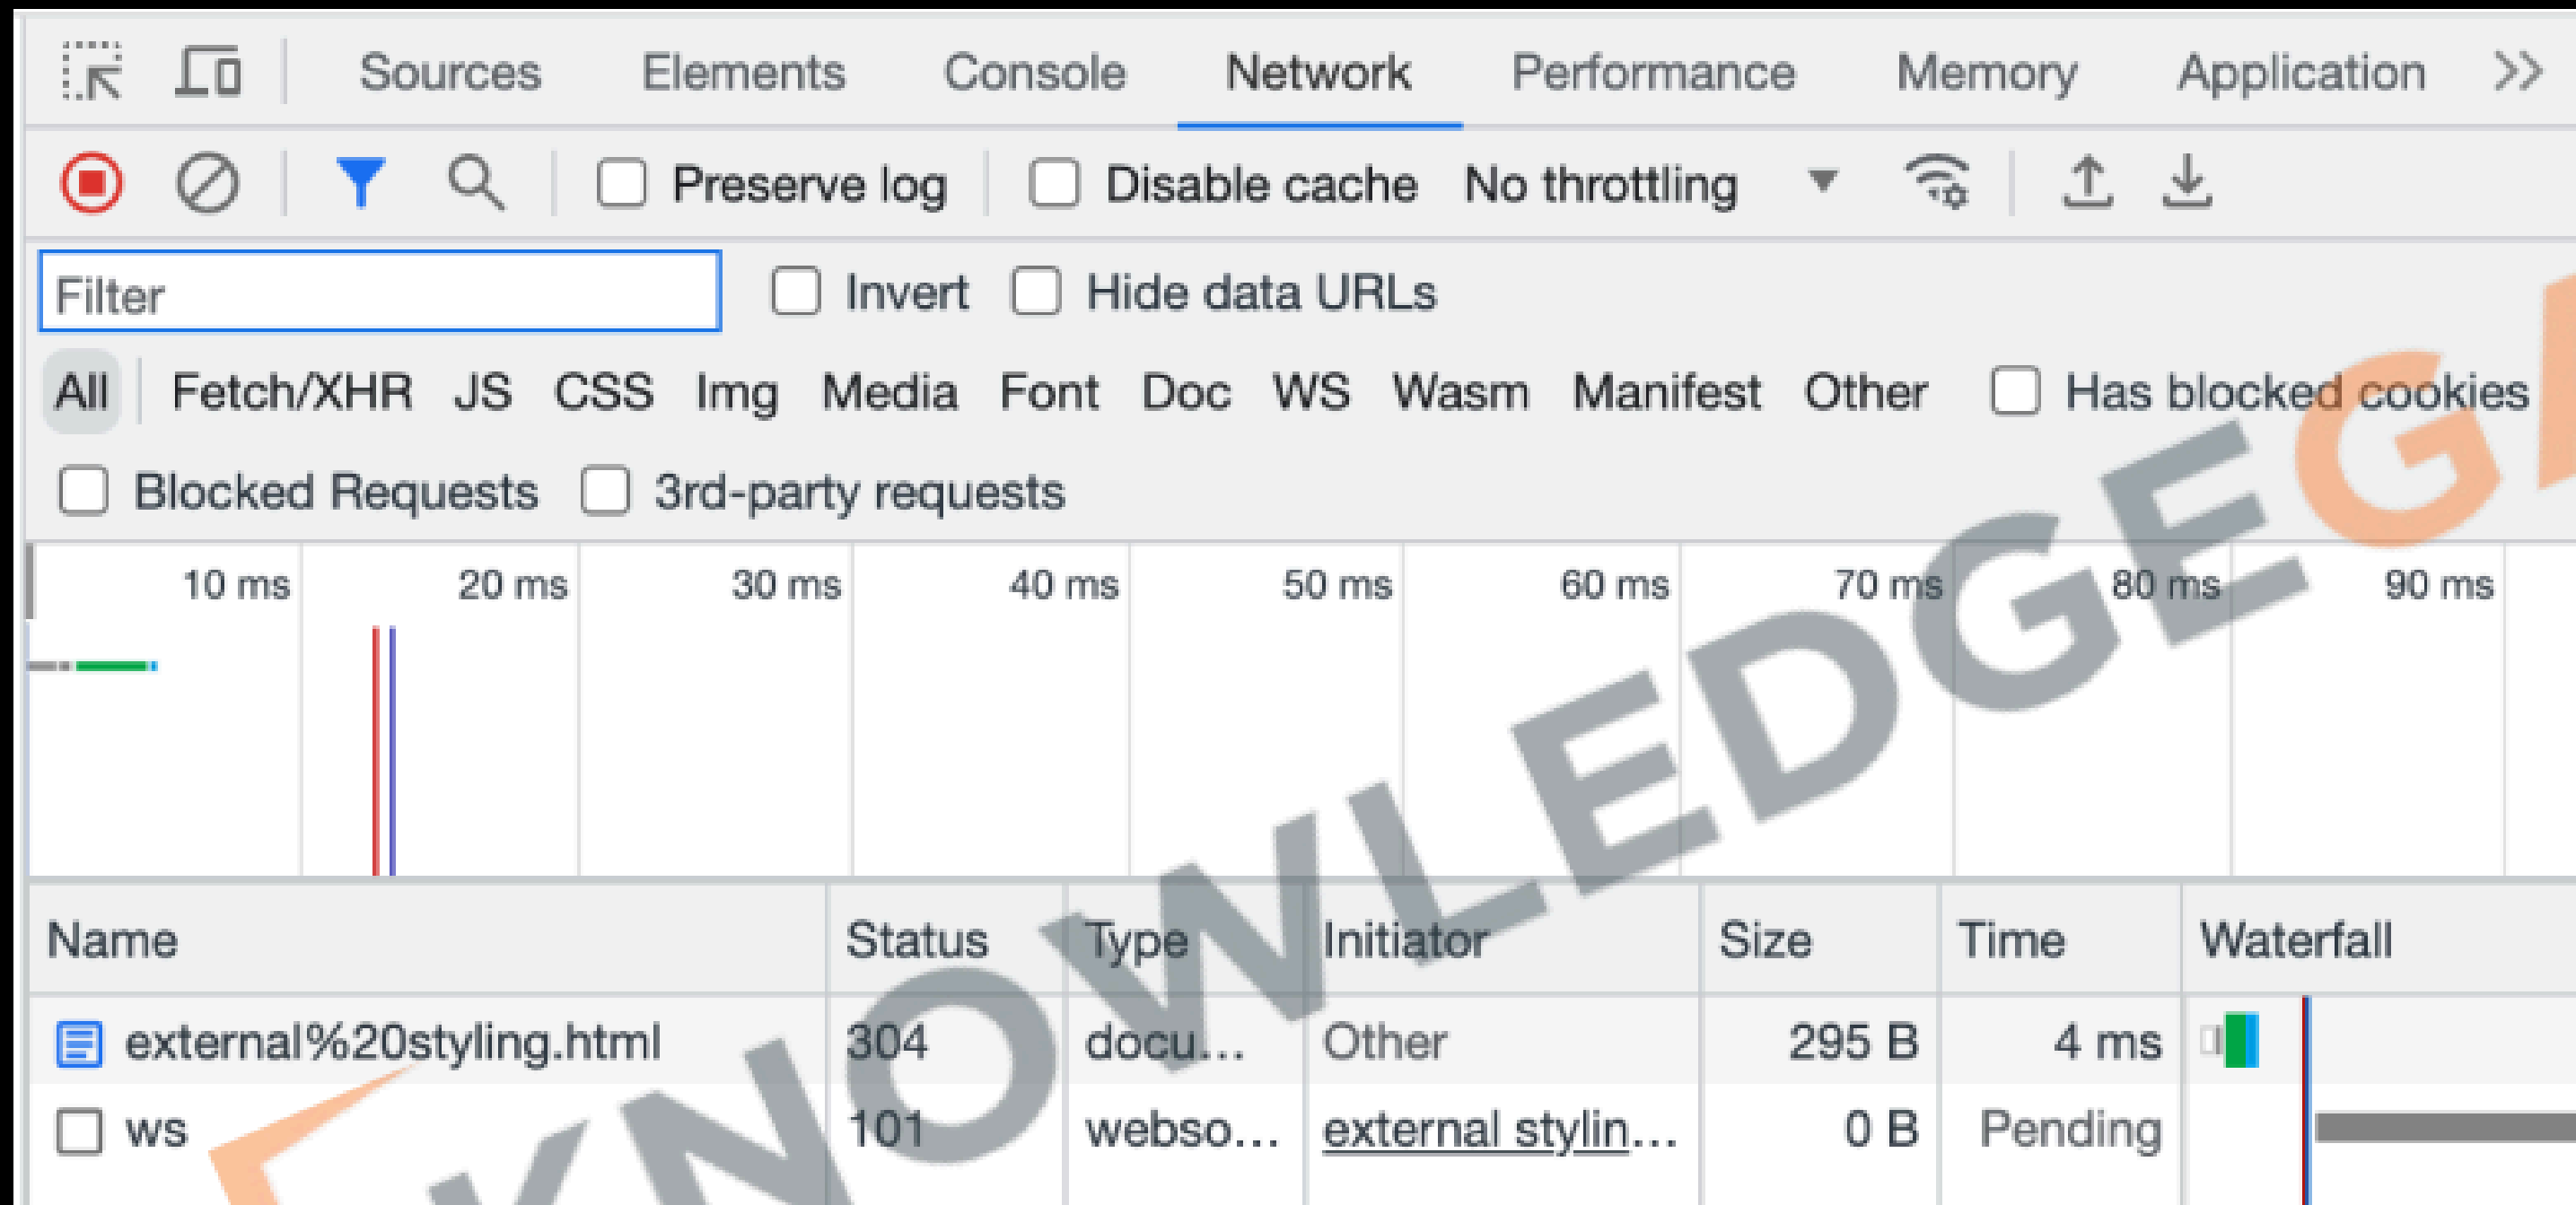 Sources Elements Console Network Performance Memory Application
Preserve log Disable cache No throttling
Filter Invert Hide data URLs
All Fetch/XHR JS CSS Img Media Font Doc WS Wasm Manifest Other Has blocked cookies
Blocked Requests 3rd-party requests
10 ms 20 ms 30 ms 40 ms 50 ms 60 ms 70 ms 80 ms 90 ms
Name Status Type Initiator Size Time Waterfall
external%20styling.html 304 docu... Other 295 B 4 ms
ws 101 webso... external stylin... 0 B Pending
KNOWLEDGEGA